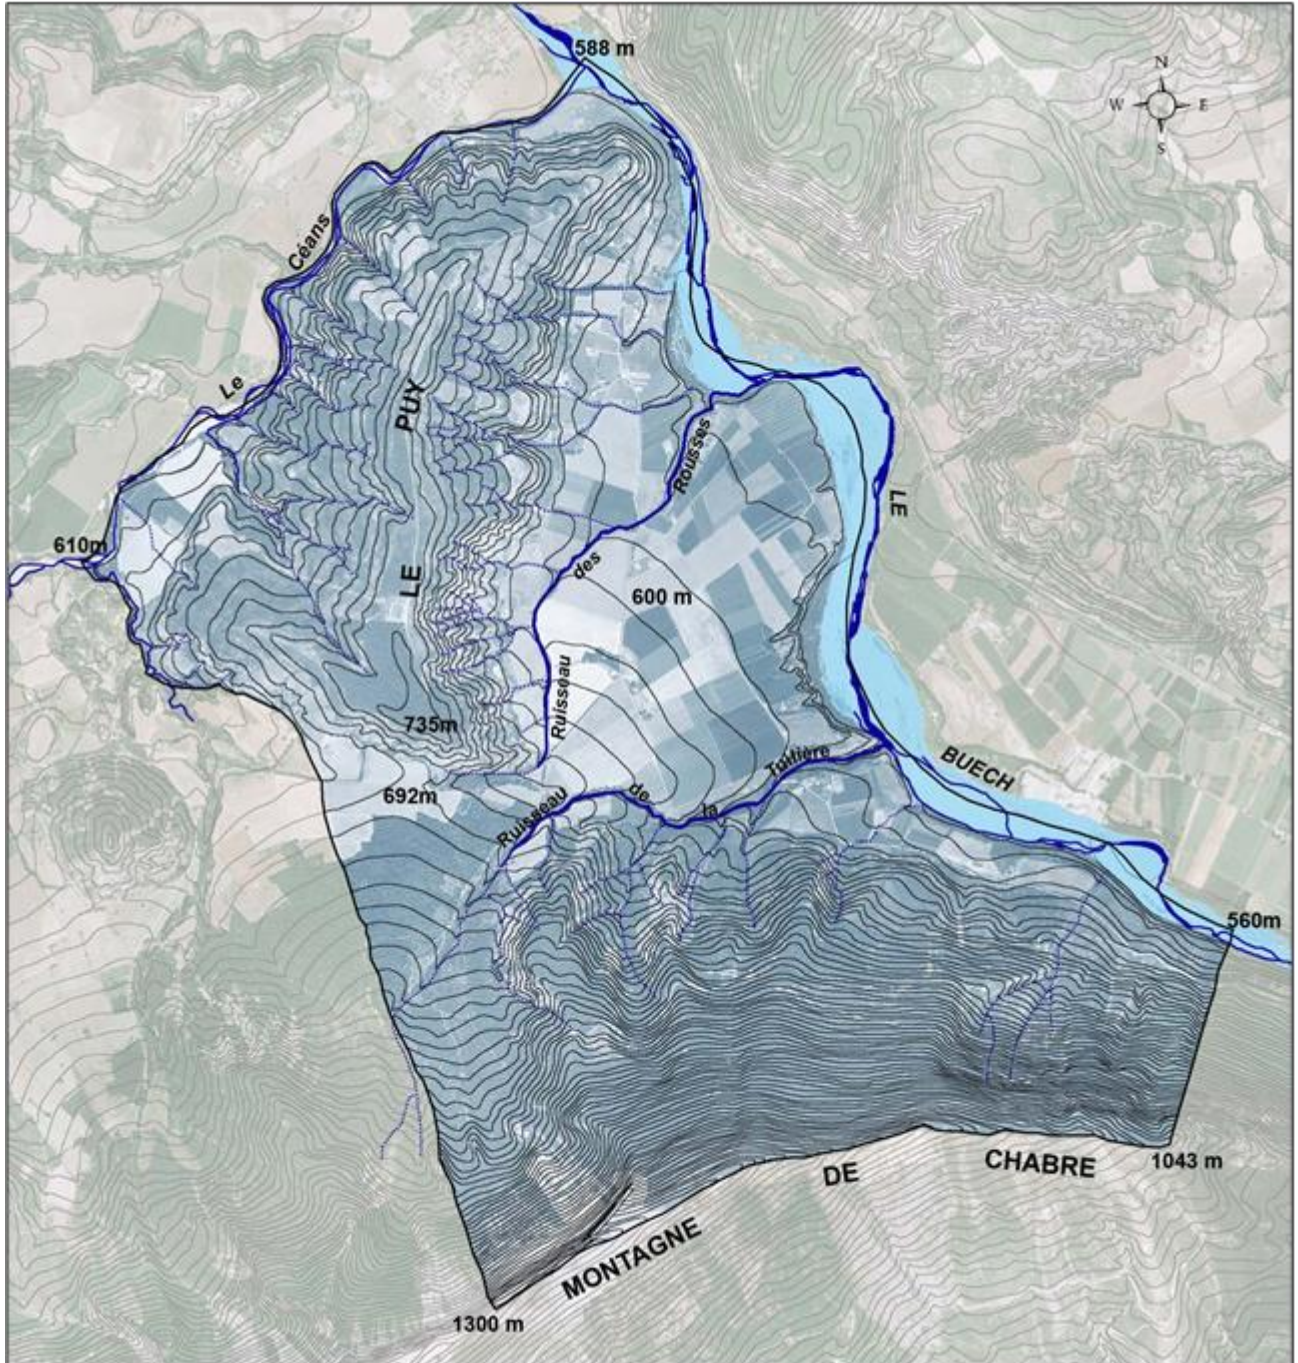 588 m
N
W
E
S
Le Céans
LE PUY
610m
Ruisseau des Rousses
LE BUECH
600 m
735m
692m
Ruisseau de la Tuilière
560m
MONTAGNE DE CHABRE
1043 m
1300 m